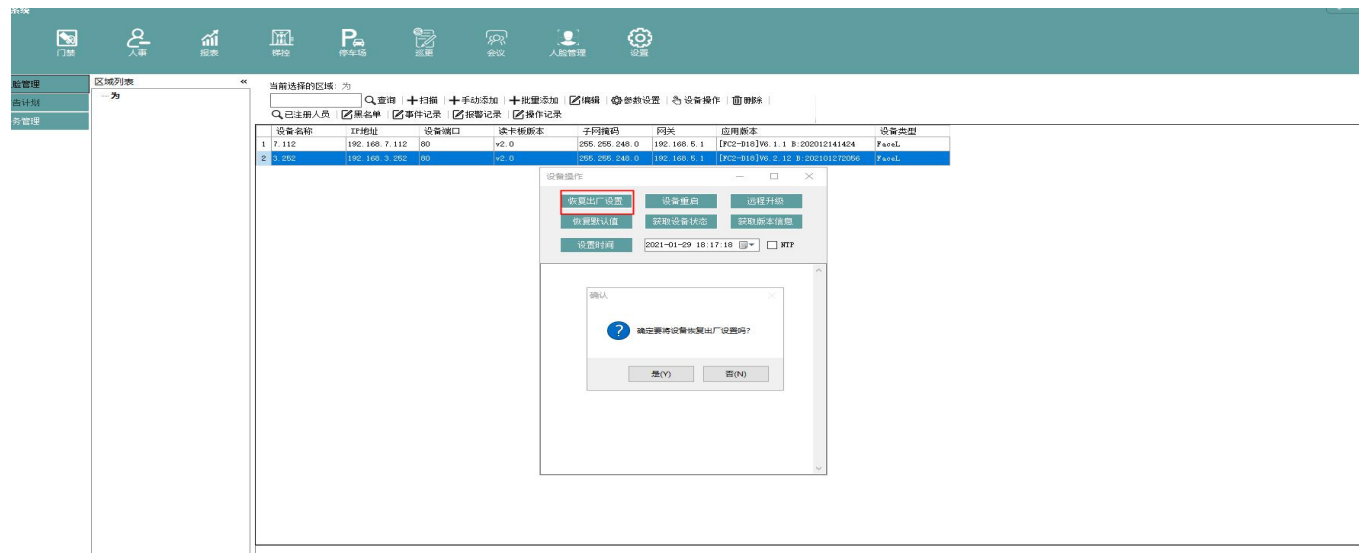 系统
门禁 人事 报表 梯控 停车场 巡更 会议 人脸管理 设置
脸管理
告计划
务管理
区域列表 «
为
当前选择的区域: 为
查询 扫描 手动添加 批量添加 编辑 参数设置 设备操作 删除
已注册人员 黑名单 事件记录 报警记录 操作记录
设备名称 IP地址 设备端口 读卡板版本 子网掩码 网关 应用版本 设备类型
1 7.112 192.168.7.112 80 v2.0 255.255.248.0 192.168.5.1 [FC2-D18]V6.1.1 B:202012141424 FaceL
2 3.252 192.168.3.252 80 v2.0 255.255.248.0 192.168.5.1 [FC2-D18]V6.2.12 B:202101272056 FaceL
设备操作
恢复出厂设置 设备重启 远程升级
恢复默认值 获取设备状态 获取版本信息
设置时间 2021-01-29 18:17:18 NTP
确认
确定要将设备恢复出厂设置吗?
是(Y) 否(N)